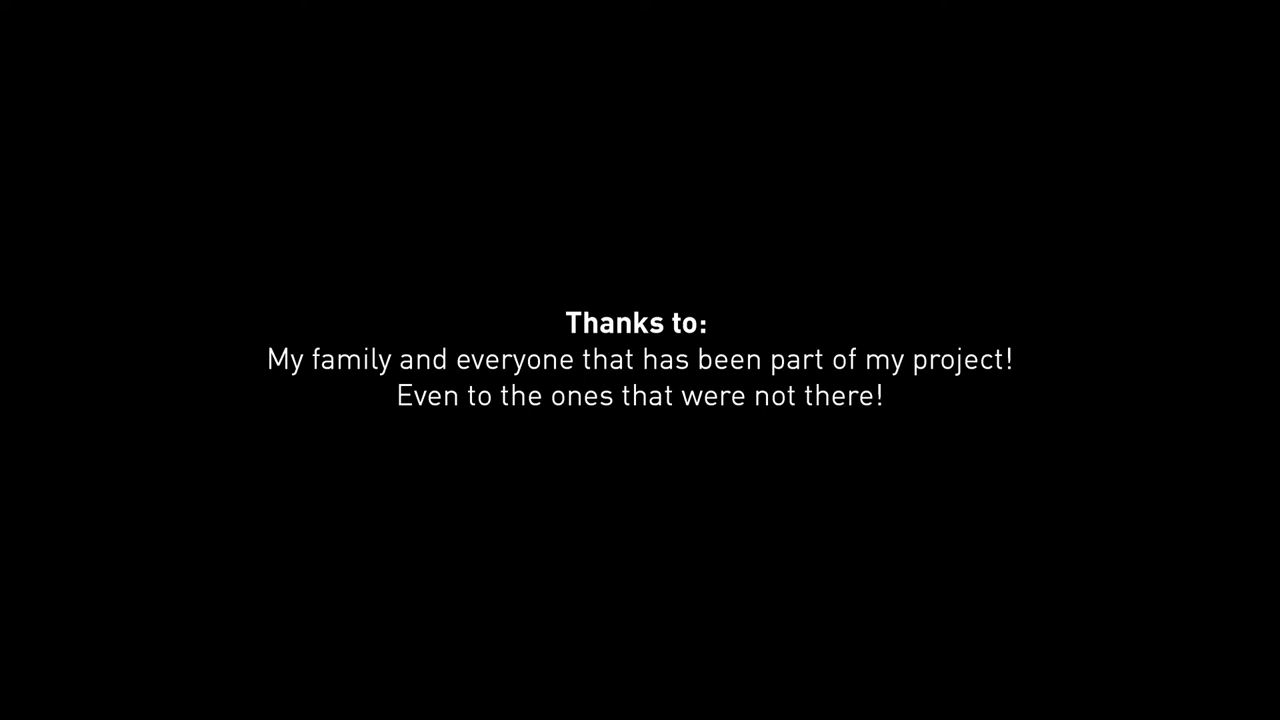 Thanks to:
My family and everyone that has been part of my project!
Even to the ones that were not there!